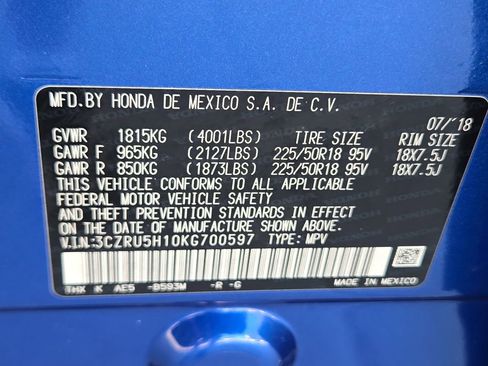 MFD.BY HONDA DE MEXICO S.A. DE C.V.
07/'18
GVWR 1815KG (4001LBS) TIRE SIZE RIM SIZE
GAWR F 965KG (2127LBS) 225/50R18 95V 18X7.5J
GAWR R 850KG (1873LBS) 225/50R18 95V 18X7.5J
THIS VEHICLE CONFORMS TO ALL APPLICABLE
FEDERAL MOTOR VEHICLE SAFETY
AND THEFT PREVENTION STANDARDS IN EFFECT
ON THE DATE OF MANUFACTURE SHOWN ABOVE.
V.I.N:3CZRU5H10KG700597 TYPE: MPV
THX K AE5 -B593M -R -G
MADE IN MEXICO